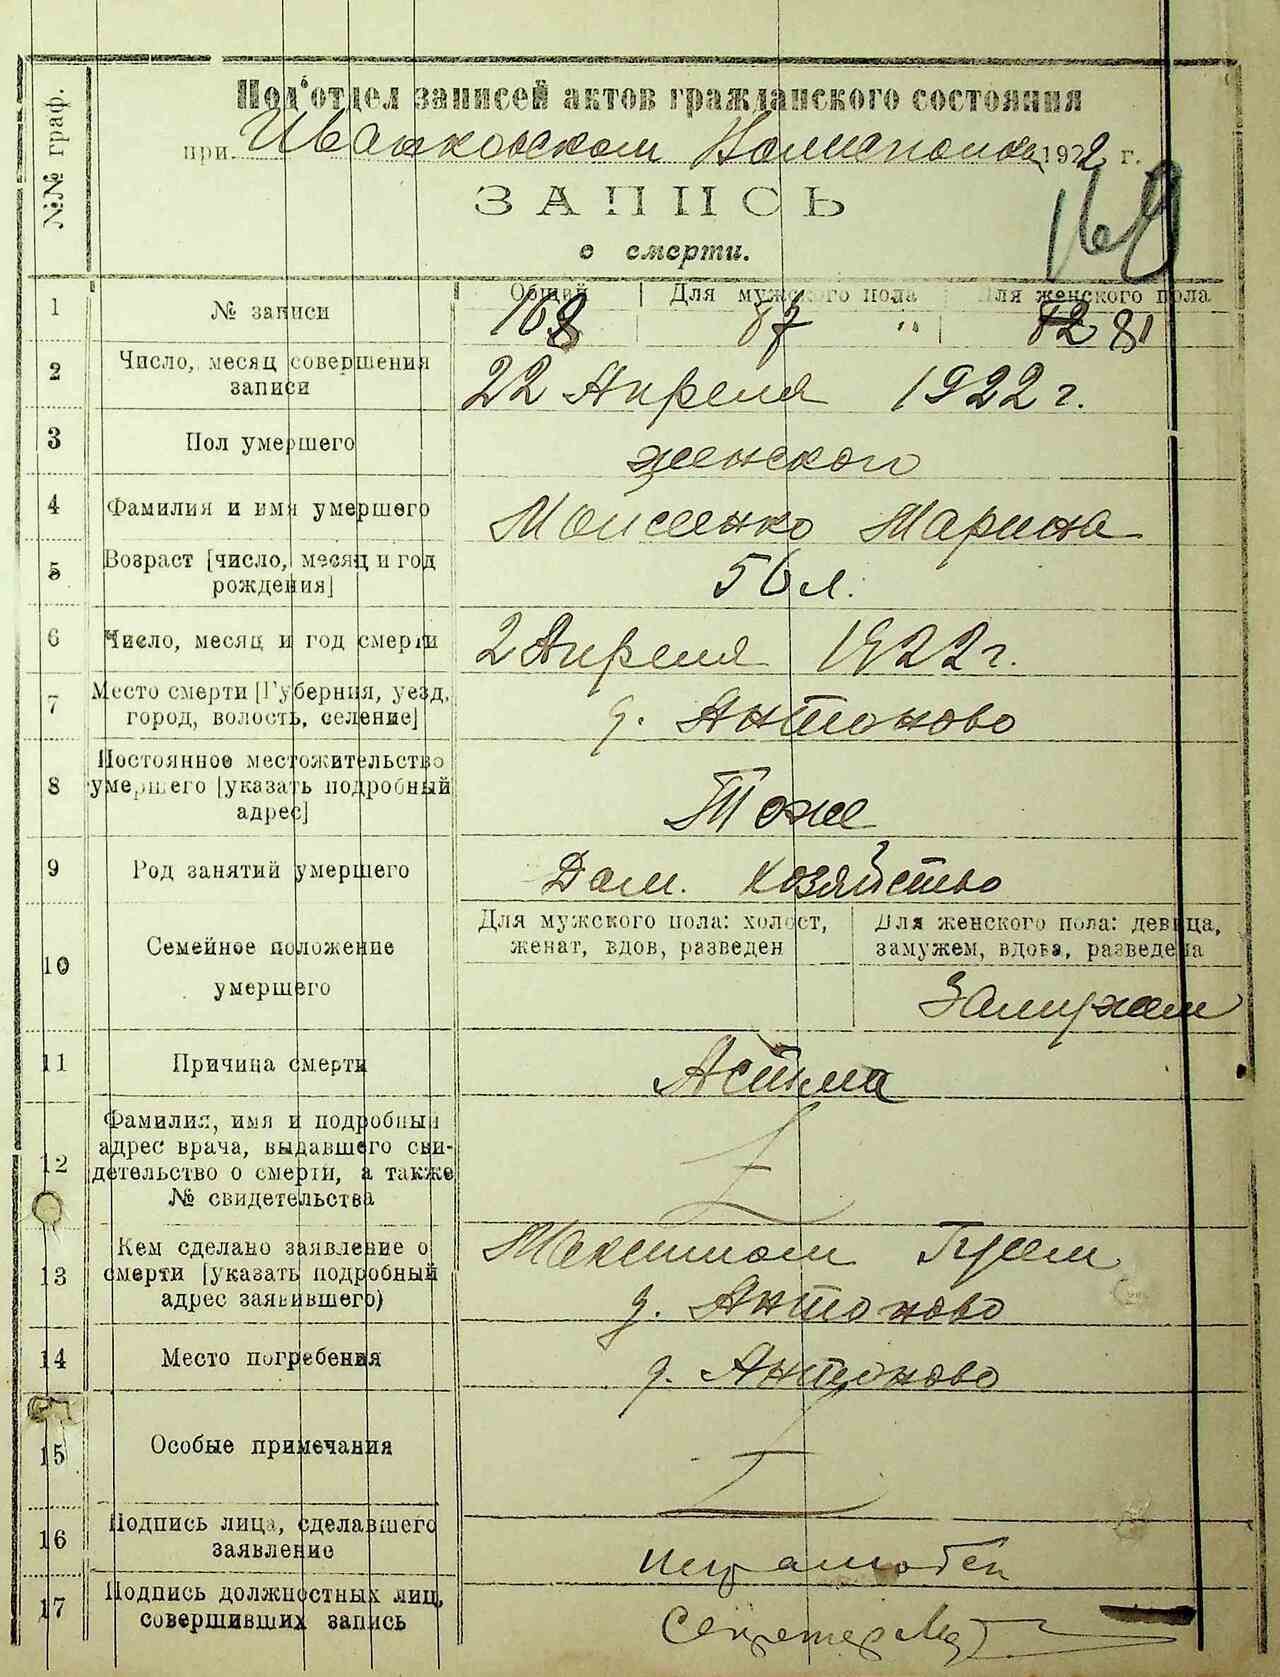 №№ граф.
Под'отдел записей актов гражданского состояния
при Иванковском Волисполкоме 1922 г.
160
ЗАПИСЬ
о смерти.
1 № записи Общий Для мужского пола Для женского пола
168 87 " 82 81
2 Число, месяц совершения записи 22 Апреля 1922 г.
3 Пол умершего женского
4 Фамилия и имя умершего Моисеенко Марина
5 Возраст [число, месяц и год рождения] 56 л.
6 Число, месяц и год смерти 2 Апреля 1922 г.
7 Место смерти [Губерния, уезд, город, волость, селение] д. Антоново
8 Постоянное местожительство умершего [указать подробный адрес] Тоже
9 Род занятий умершего Дом. хозяйство
10 Семейное положение умершего Для мужского пола: холост, женат, вдов, разведен Для женского пола: девица, замужем, вдова, разведена
Замужем
11 Причина смерти Астма
12 Фамилия, имя и подробный адрес врача, выдавшего свидетельство о смерти, а также № свидетельства
13 Кем сделано заявление о смерти [указать подробный адрес заявившего) д. Антоново
14 Место погребения д. Антоново
15 Особые примечания
16 Подпись лица, сделавшего заявление неграмотен
17 Подпись должностных лиц, совершивших запись Секретарь